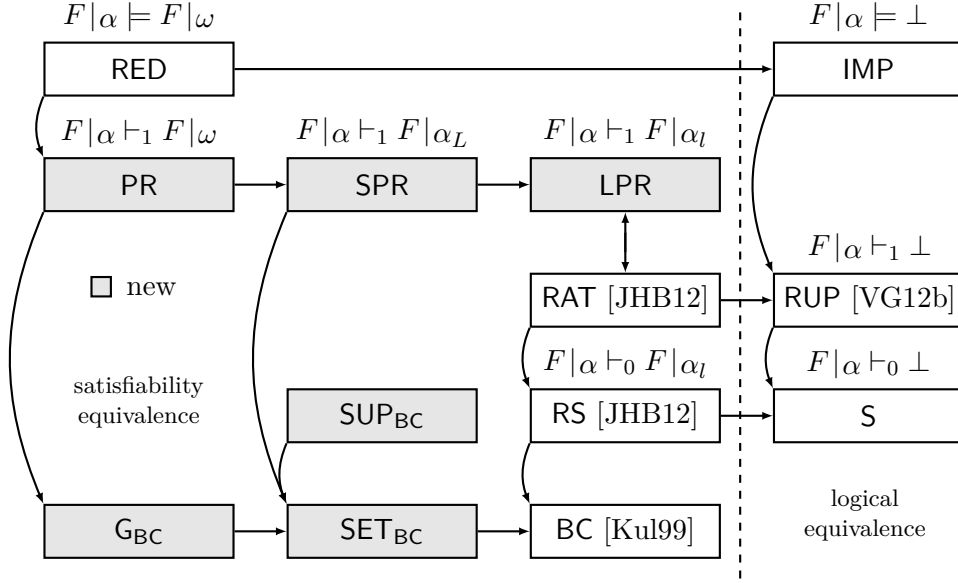 F|α ⊨ F|ω
F|α ⊨ ⊥
RED
IMP
F|α ⊢₁ F|ω
F|α ⊢₁ F|α_L
F|α ⊢₁ F|α_l
PR
SPR
LPR
F|α ⊢₁ ⊥
new
RAT [JHB12]
RUP [VG12b]
F|α ⊢₀ F|α_l
F|α ⊢₀ ⊥
satisfiability
equivalence
SUP_BC
RS [JHB12]
S
logical
equivalence
G_BC
SET_BC
BC [Kul99]